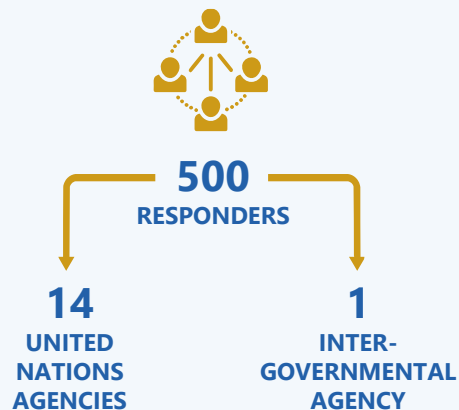 500
RESPONDERS
14
UNITED
NATIONS
AGENCIES
1
INTER-
GOVERNMENTAL
AGENCY